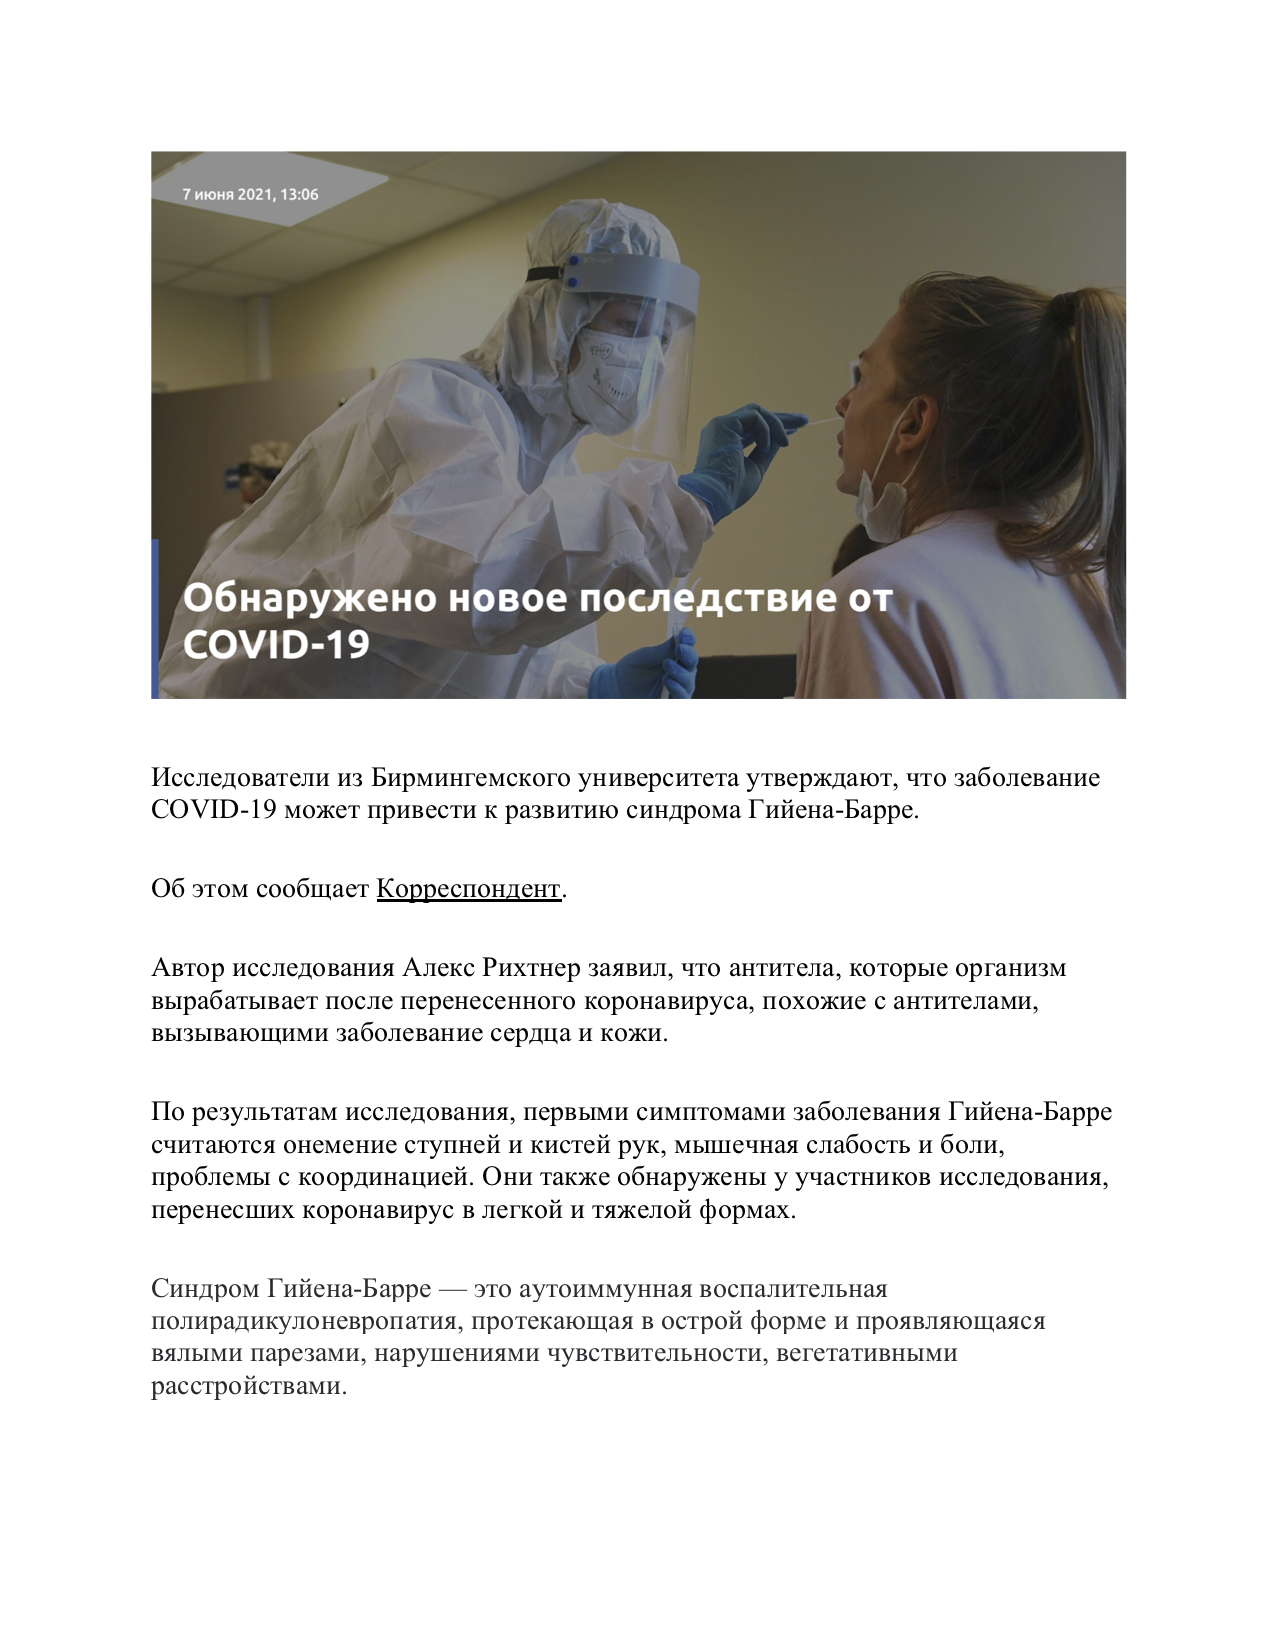 7 июня 2021, 13:06
Обнаружено новое последствие от
COVID-19
Исследователи из Бирмингемского университета утверждают, что заболевание
COVID-19 может привести к развитию синдрома Гийена-Барре.
Об этом сообщает Корреспондент.
Автор исследования Алекс Рихтнер заявил, что антитела, которые организм
вырабатывает после перенесенного коронавируса, похожие с антителами,
вызывающими заболевание сердца и кожи.
По результатам исследования, первыми симптомами заболевания Гийена-Барре
считаются онемение ступней и кистей рук, мышечная слабость и боли,
проблемы с координацией. Они также обнаружены у участников исследования,
перенесших коронавирус в легкой и тяжелой формах.
Синдром Гийена-Барре — это аутоиммунная воспалительная
полирадикулоневропатия, протекающая в острой форме и проявляющаяся
вялыми парезами, нарушениями чувствительности, вегетативными
расстройствами.